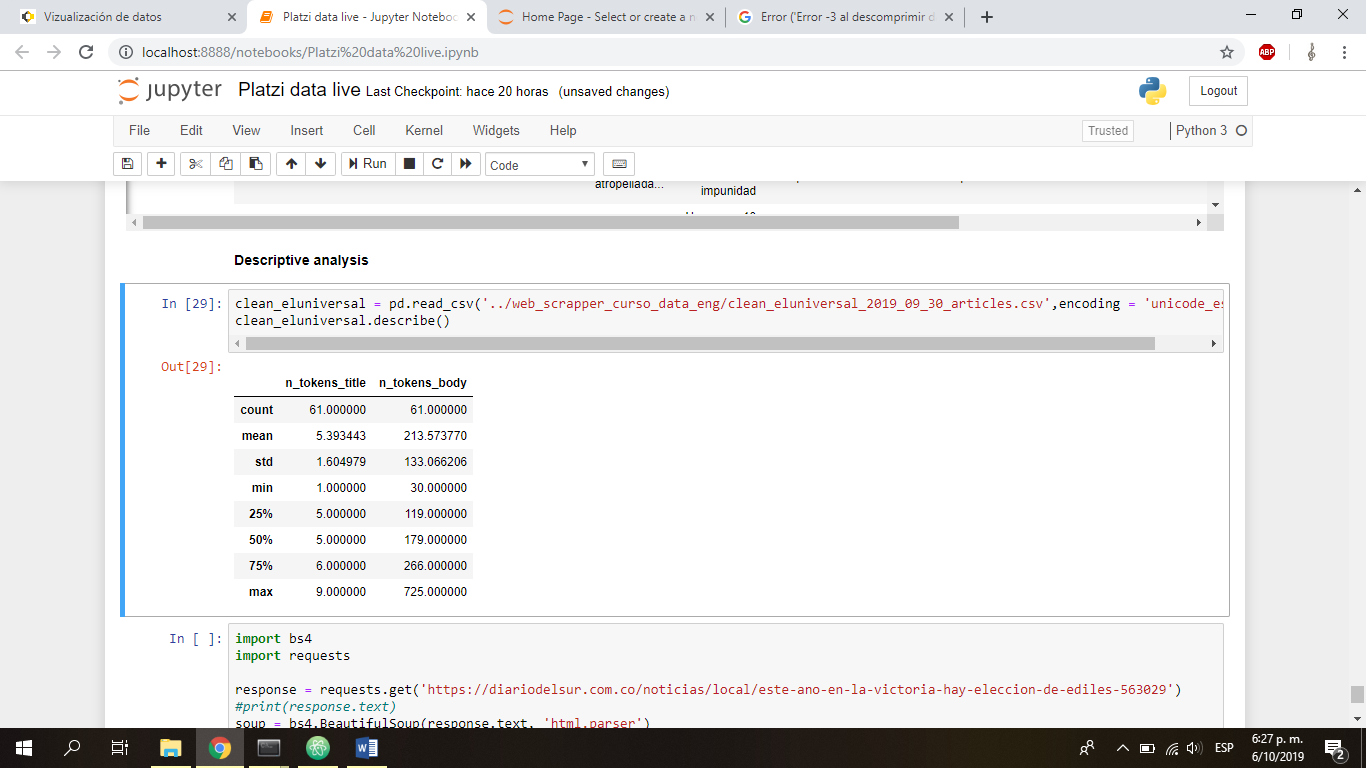 Vizualización de datos
Platzi data live - Jupyter Noteboo
Home Page - Select or create a n
Error ('Error -3 al descomprimir d
localhost:8888/notebooks/Platzi%20data%20live.ipynb
ABP
jupyter Platzi data live Last Checkpoint: hace 20 horas (unsaved changes)
Logout
File Edit View Insert Cell Kernel Widgets Help
Trusted
Python 3
Run
Code
atropellada...
impunidad
Descriptive analysis
In [29]: clean_eluniversal = pd.read_csv('../web_scrapper_curso_data_eng/clean_eluniversal_2019_09_30_articles.csv',encoding = 'unicode_es
clean_eluniversal.describe()
Out[29]:
n_tokens_title n_tokens_body
count 61.000000 61.000000
mean 5.393443 213.573770
std 1.604979 133.066206
min 1.000000 30.000000
25% 5.000000 119.000000
50% 5.000000 179.000000
75% 6.000000 266.000000
max 9.000000 725.000000
In [ ]: import bs4
import requests
response = requests.get('https://diariodelsur.com.co/noticias/local/este-ano-en-la-victoria-hay-eleccion-de-ediles-563029')
#print(response.text)
soup = bs4.BeautifulSoup(response.text, 'html.parser')
ESP
6:27 p. m.
6/10/2019
2